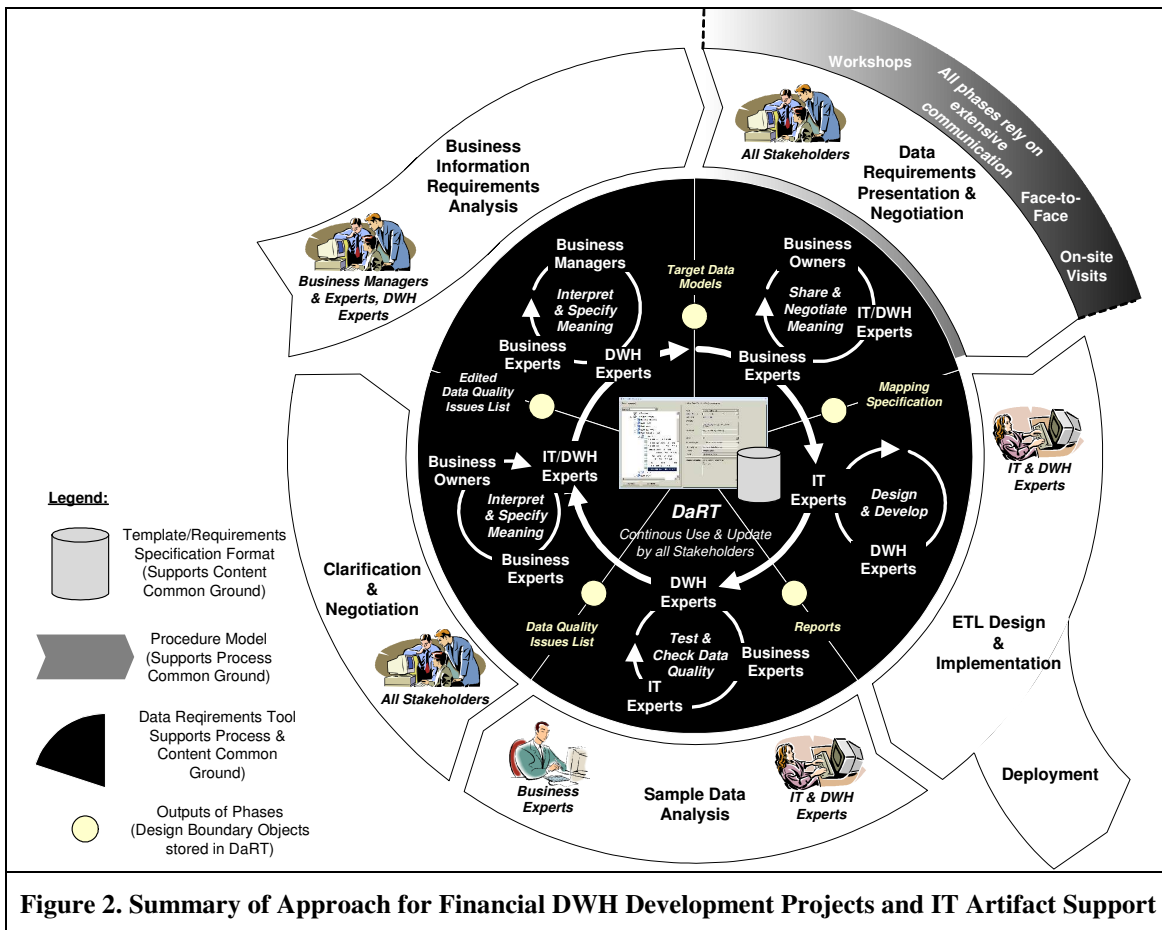 Workshops
All phases rely on
extensive
communication
Face-to-
Face
On-site
Visits
All Stakeholders
Data
Requirements
Presentation &
Negotiation
Business
Information
Requirements
Analysis
Business Managers
& Experts, DWH
Experts
Business
Managers
Interpret
& Specify
Meaning
Business
Experts
DWH
Experts
Target Data
Models
Business
Owners
Share &
Negotiate
Meaning
IT/DWH
Experts
Business
Experts
Edited
Data Quality
Issues List
Mapping
Specification
IT & DWH
Experts
IT/DWH
Experts
Business
Owners
Interpret
& Specify
Meaning
Business
Experts
IT
Experts
Design
& Develop
DWH
Experts
DaRT
Continous Use & Update
by all Stakeholders
DWH
Experts
Test &
Check Data
Quality
Business
Experts
IT
Experts
Data Quality
Issues List
Reports
Clarification
&
Negotiation
All Stakeholders
ETL Design
&
Implementation
Deployment
Business
Experts
Sample Data
Analysis
IT & DWH
Experts
Legend:
Template/Requirements
Specification Format
(Supports Content
Common Ground)
Procedure Model
(Supports Process
Common Ground)
Data Reqirements Tool
Supports Process &
Content Common
Ground)
Outputs of Phases
(Design Boundary Objects
stored in DaRT)
Figure 2. Summary of Approach for Financial DWH Development Projects and IT Artifact Support